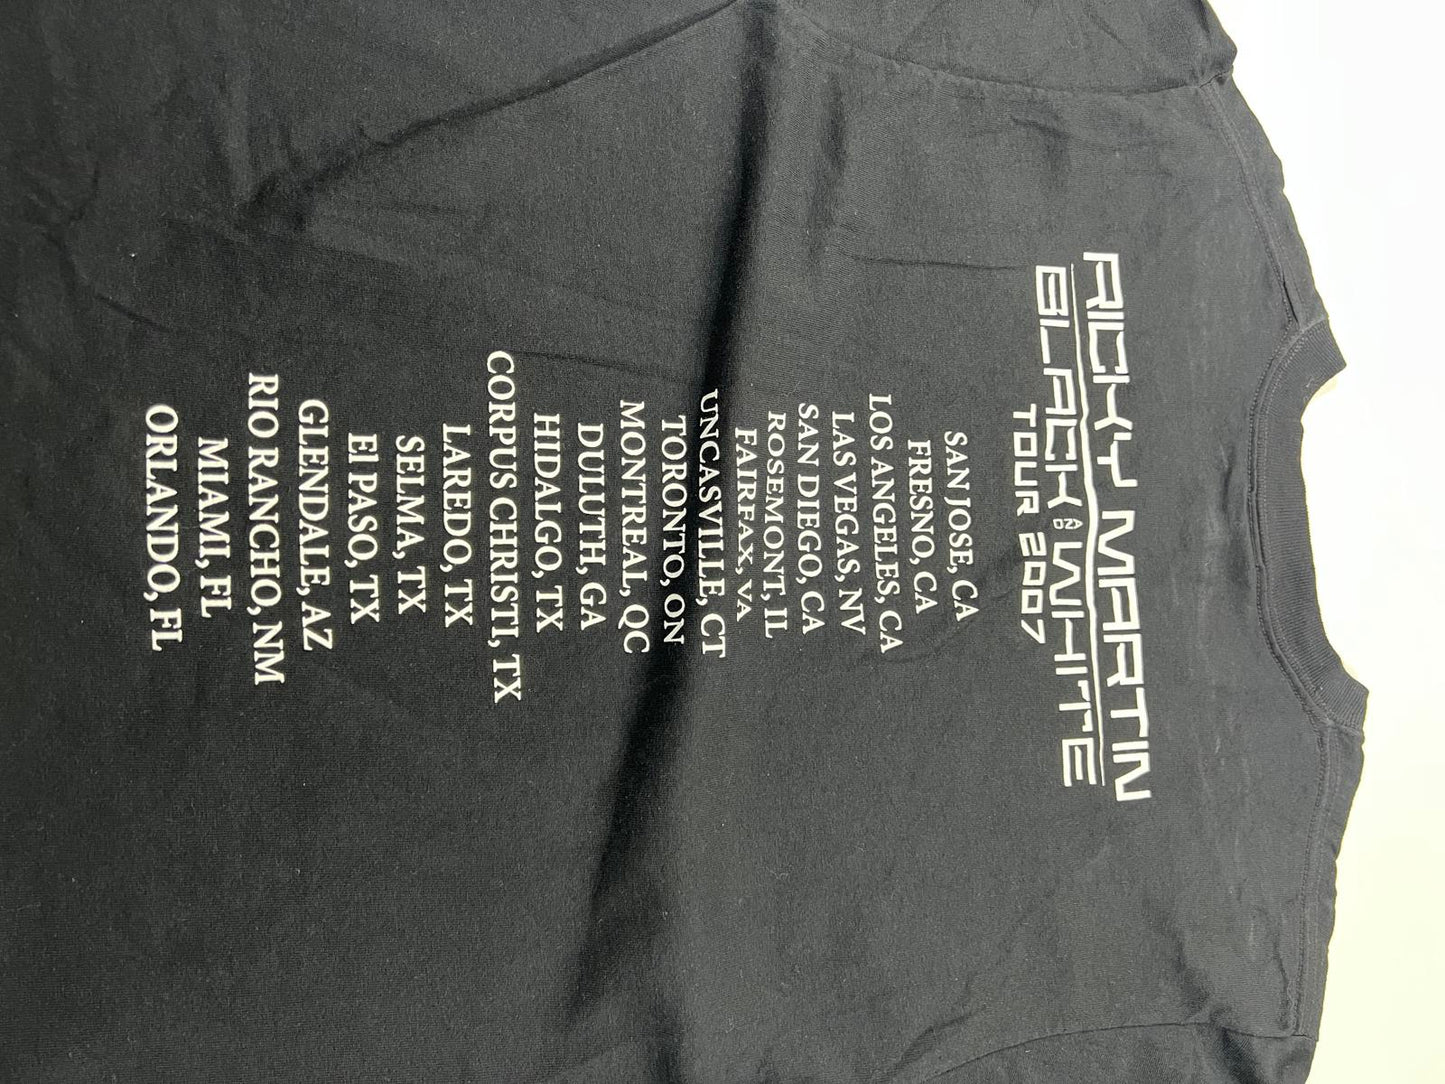 RICKY MARTIN
BLACK AND WHITE
TOUR 2007
SAN JOSE, CA
FRESNO, CA
LOS ANGELES, CA
LAS VEGAS, NV
SAN DIEGO, CA
ROSEMONT, IL
FAIRFAX, VA
UNCASVILLE, CT
TORONTO, ON
MONTREAL, QC
DULUTH, GA
HIDALGO, TX
CORPUS CHRISTI, TX
LAREDO, TX
SELMA, TX
El PASO, TX
GLENDALE, AZ
RIO RANCHO, NM
MIAMI, FL
ORLANDO, FL